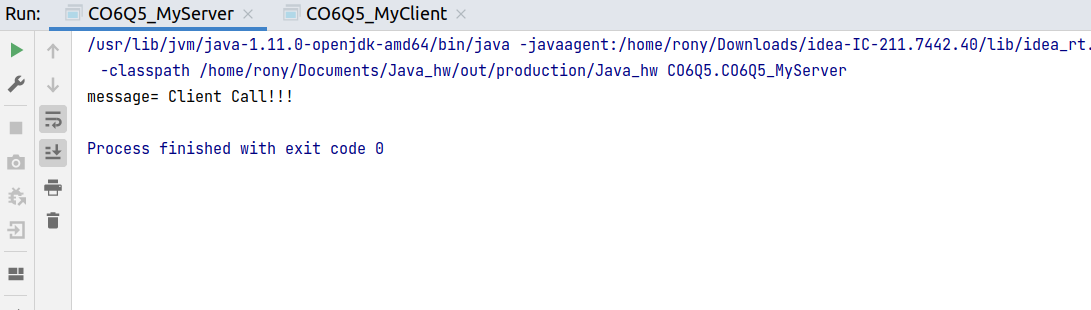 Run: CO6Q5_MyServer × CO6Q5_MyClient ×
/usr/lib/jvm/java-1.11.0-openjdk-amd64/bin/java -javaagent:/home/rony/Downloads/idea-IC-211.7442.40/lib/idea_rt.
-classpath /home/rony/Documents/Java_hw/out/production/Java_hw CO6Q5.CO6Q5_MyServer
message= Client Call!!!
Process finished with exit code 0